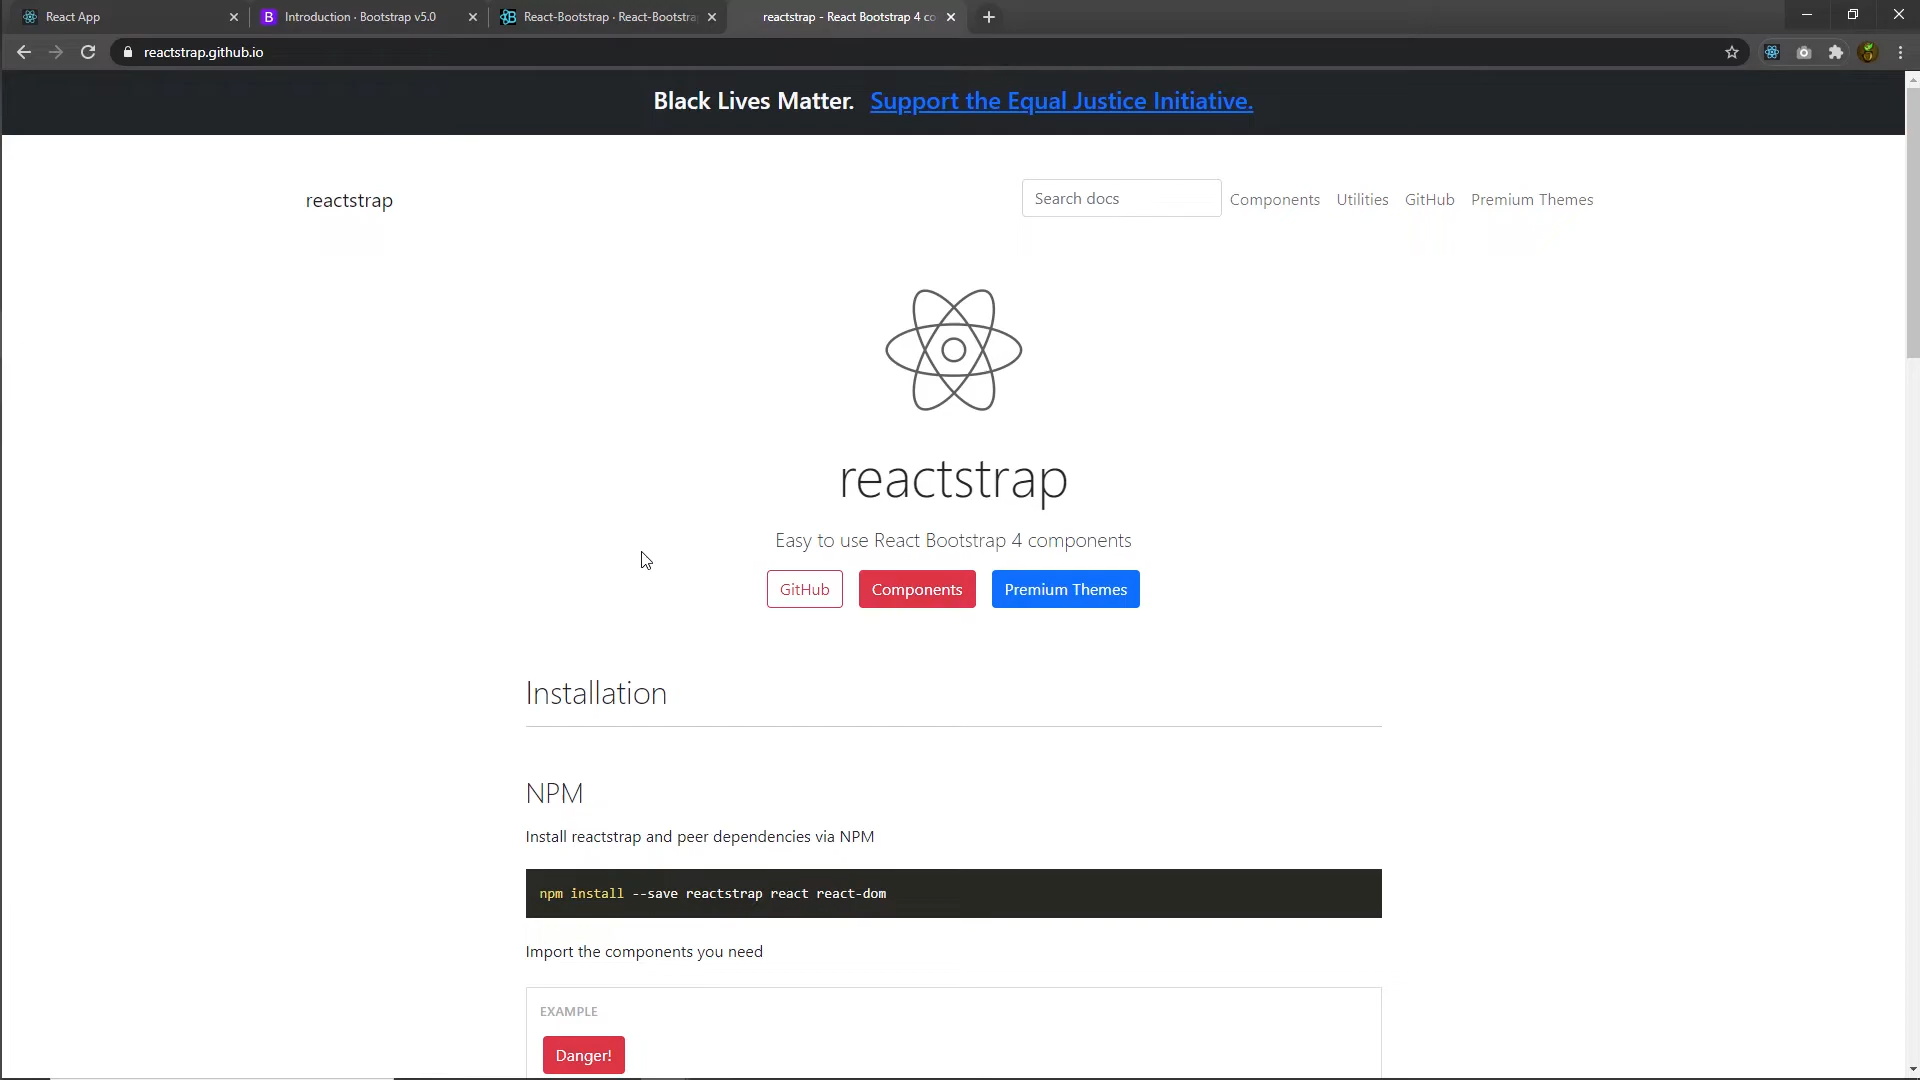 React App
Introduction · Bootstrap v5.0
React-Bootstrap · React-Bootstra
reactstrap - React Bootstrap 4 co
reactstrap.github.io
Black Lives Matter. Support the Equal Justice Initiative.
reactstrap
Search docs
Components
Utilities
GitHub
Premium Themes
reactstrap
Easy to use React Bootstrap 4 components
GitHub
Components
Premium Themes
Installation
NPM
Install reactstrap and peer dependencies via NPM
npm install --save reactstrap react react-dom
Import the components you need
EXAMPLE
Danger!